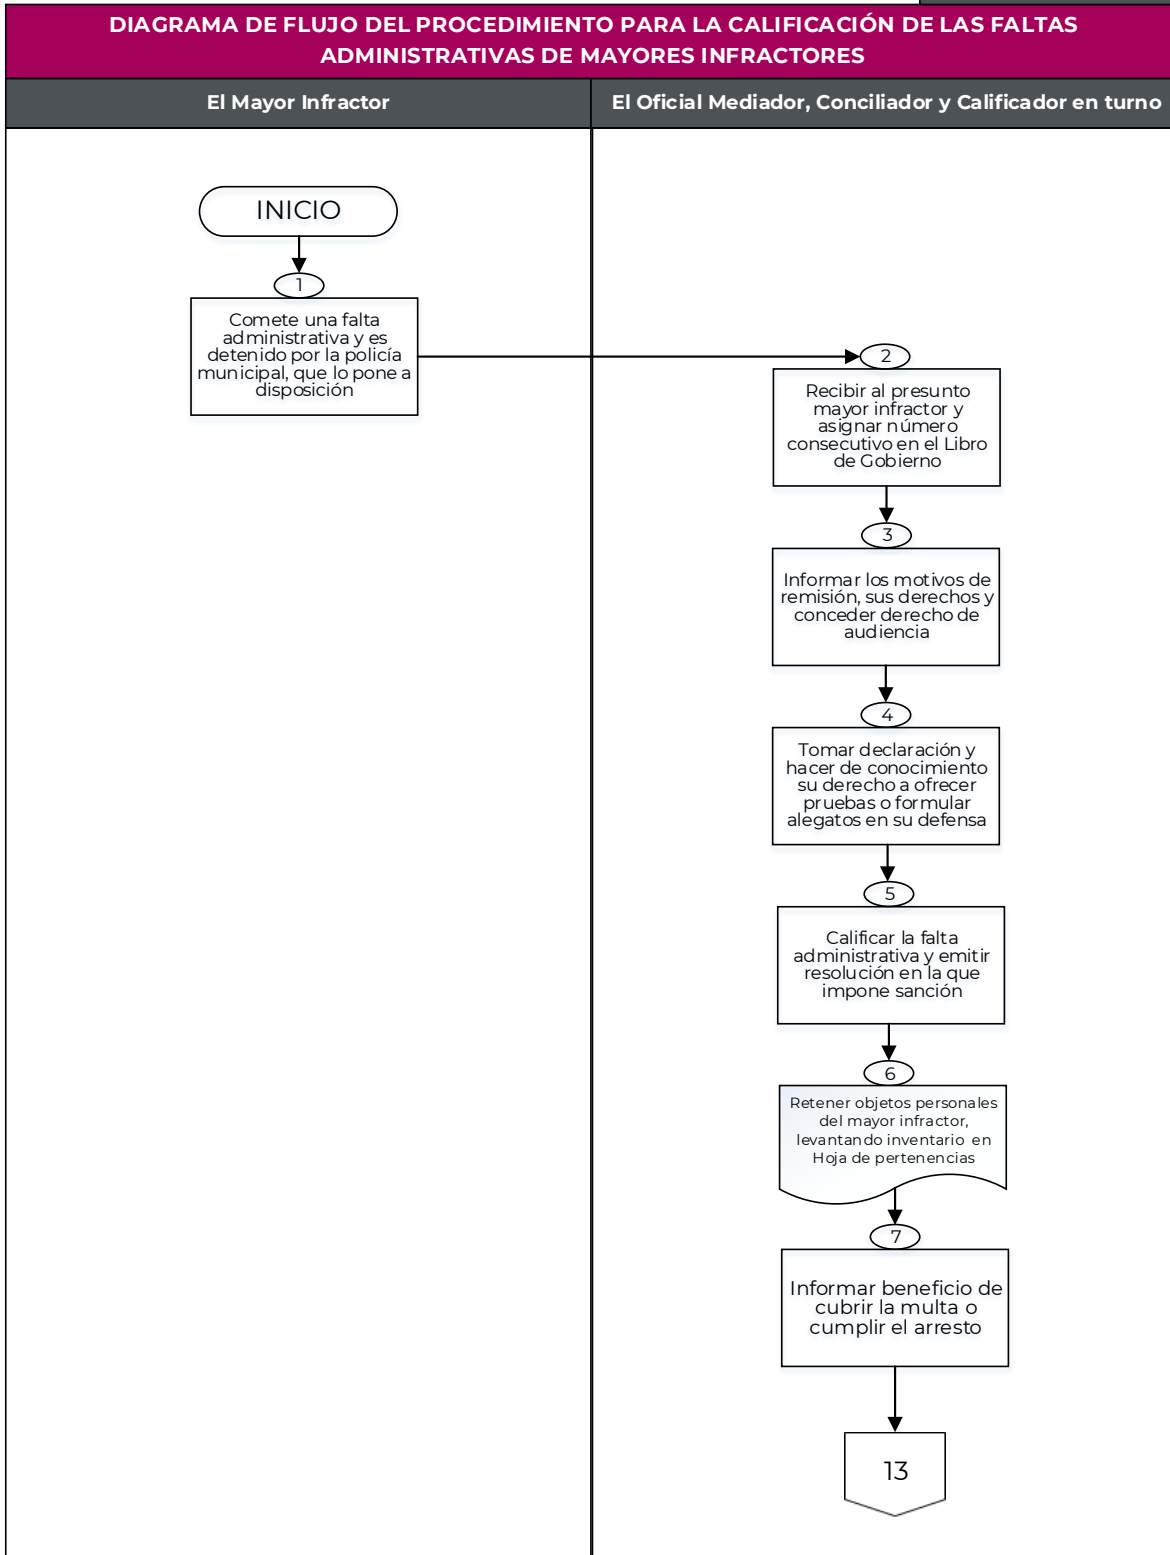 DIAGRAMA DE FLUJO DEL PROCEDIMIENTO PARA LA CALIFICACIÓN DE LAS FALTAS
ADMINISTRATIVAS DE MAYORES INFRACTORES
El Mayor Infractor
El Oficial Mediador, Conciliador y Calificador en turno
INICIO
1
Comete una falta
administrativa y es
detenido por la policía
municipal, que lo pone a
disposición
2
Recibir al presunto
mayor infractor y
asignar número
consecutivo en el Libro
de Gobierno
3
Informar los motivos de
remisión, sus derechos y
conceder derecho de
audiencia
4
Tomar declaración y
hacer de conocimiento
su derecho a ofrecer
pruebas o formular
alegatos en su defensa
5
Calificar la falta
administrativa y emitir
resolución en la que
impone sanción
6
Retener objetos personales
del mayor infractor,
levantando inventario en
Hoja de pertenencias
7
Informar beneficio de
cubrir la multa o
cumplir el arresto
13